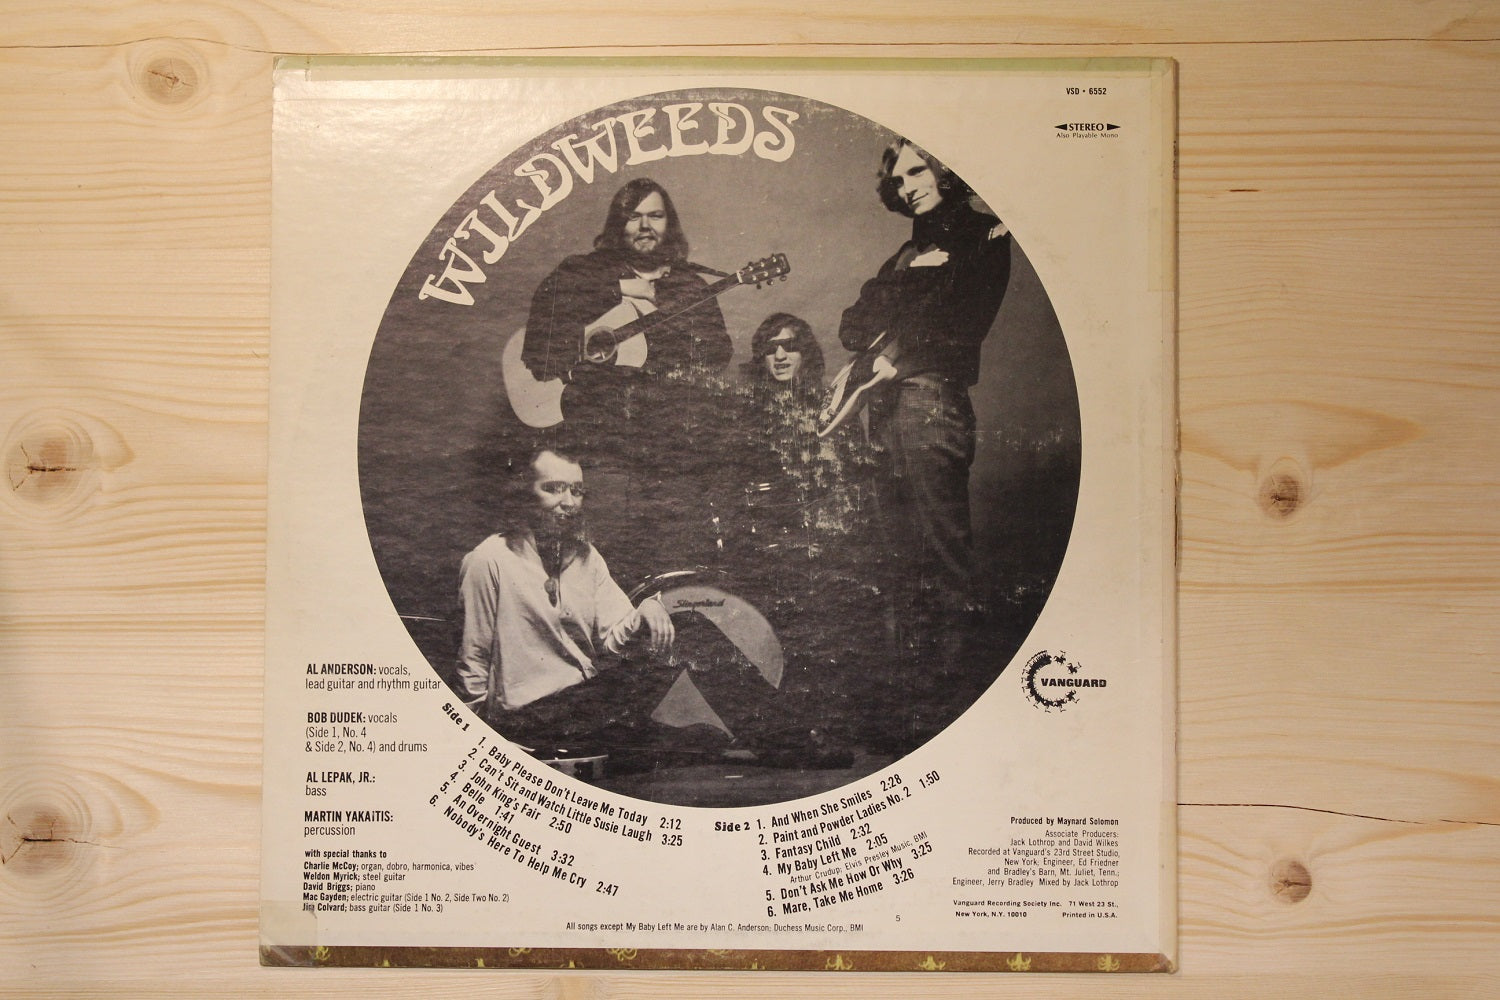 VSD • 6552
STEREO
Also Playable Mono
WILDWEEDS
Slingerland
VANGUARD
AL ANDERSON: vocals,
lead guitar and rhythm guitar
BOB DUDEK: vocals
(Side 1, No. 4
& Side 2, No. 4) and drums
AL LEPAK, JR.:
bass
MARTIN YAKAITIS:
percussion
with special thanks to
Charlie McCoy; organ, dobro, harmonica, vibes
Weldon Myrick; steel guitar
David Briggs; piano
Mac Gayden; electric guitar (Side 1 No. 2, Side Two No. 2)
Jim Colvard; bass guitar (Side 1 No. 3)
Side 1
1. Baby Please Don't Leave Me Today 2:12
2. Can't Sit and Watch Little Susie Laugh 3:25
3. John King's Fair 2:50
4. Belle 1:41
5. An Overnight Guest 3:32
6. Nobody's Here To Help Me Cry 2:47
Side 2
1. And When She Smiles 2:28
2. Paint and Powder Ladies No. 2 1:50
3. Fantasy Child 2:32
4. My Baby Left Me 2:05
Arthur Crudup; Elvis Presley Music, BMI
5. Don't Ask Me How Or Why 3:25
6. Mare, Take Me Home 3:26
Produced by Maynard Solomon
Associate Producers:
Jack Lothrop and David Wilkes
Recorded at Vanguard's 23rd Street Studio,
New York; Engineer, Ed Friedner
and Bradley's Barn, Mt. Juliet, Tenn.;
Engineer, Jerry Bradley Mixed by Jack Lothrop
Vanguard Recording Society Inc. 71 West 23 St.,
New York, N.Y. 10010 Printed in U.S.A.
5
All songs except My Baby Left Me are by Alan C. Anderson; Duchess Music Corp., BMI